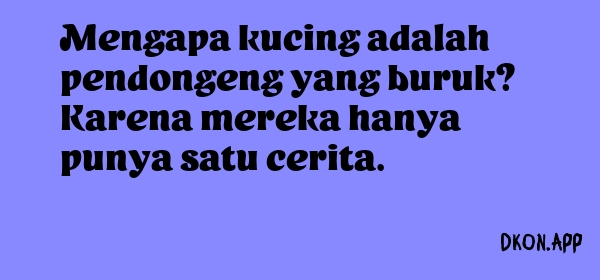 Mengapa kucing adalah
pendongeng yang buruk?
Karena mereka hanya
punya satu cerita.
DKON.APP